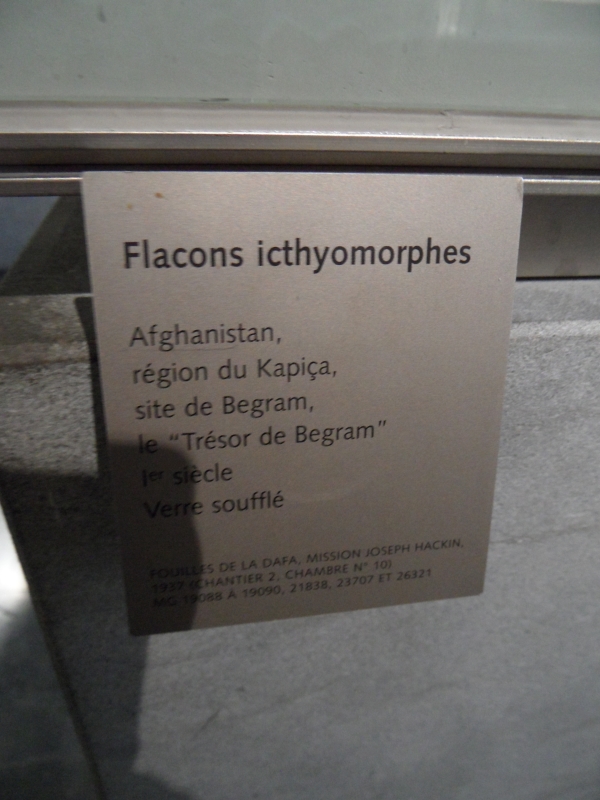 Flacons icthyomorphes
Afghanistan,
région du Kapiça,
site de Begram,
le "Trésor de Begram"
Ier siècle
Verre soufflé
FOUILLES DE LA DAFA, MISSION JOSEPH HACKIN,
1937 (CHANTIER 2, CHAMBRE N° 10)
MG 19088 À 19090, 21838, 23707 ET 26321